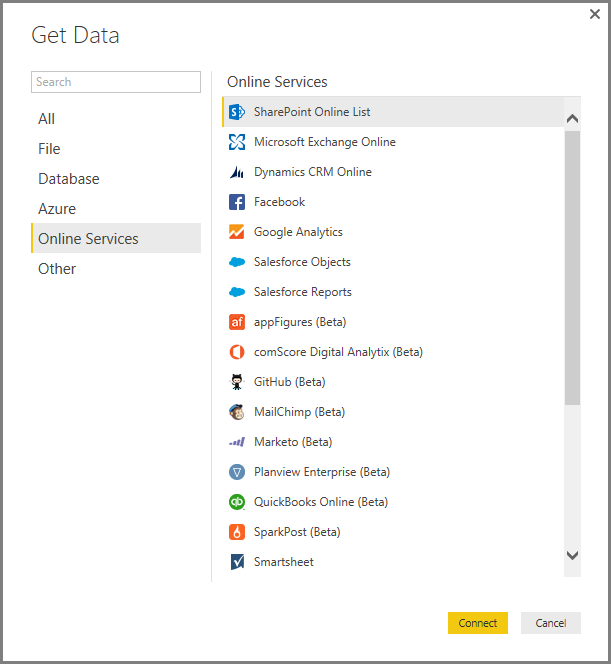 Get Data
Search
All
File
Database
Azure
Online Services
Other
Online Services
SharePoint Online List
Microsoft Exchange Online
Dynamics CRM Online
Facebook
Google Analytics
Salesforce Objects
Salesforce Reports
af appFigures (Beta)
comScore Digital Analytix (Beta)
GitHub (Beta)
MailChimp (Beta)
Marketo (Beta)
Planview Enterprise (Beta)
qb QuickBooks Online (Beta)
SparkPost (Beta)
Smartsheet
Connect
Cancel